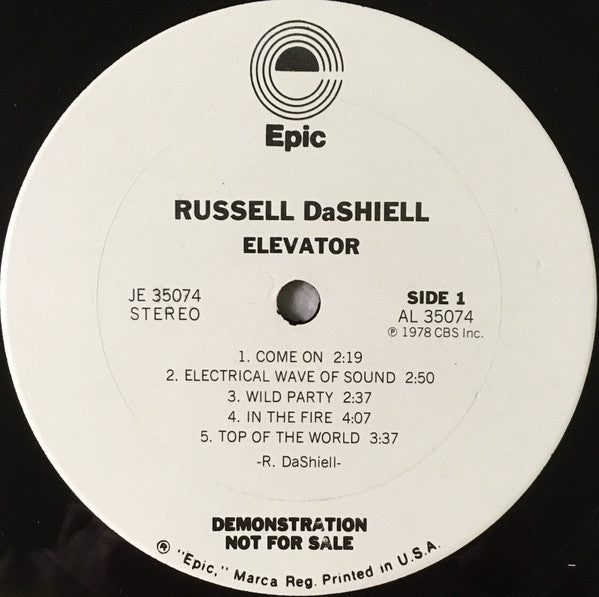 Epic
RUSSELL DaSHIELL
ELEVATOR
JE 35074
STEREO
SIDE 1
AL 35074
℗ 1978 CBS Inc.
1. COME ON 2:19
2. ELECTRICAL WAVE OF SOUND 2:50
3. WILD PARTY 2:37
4. IN THE FIRE 4:07
5. TOP OF THE WORLD 3:37
-R. DaShiell-
DEMONSTRATION
NOT FOR SALE
® "Epic," Marca Reg. Printed in U.S.A.